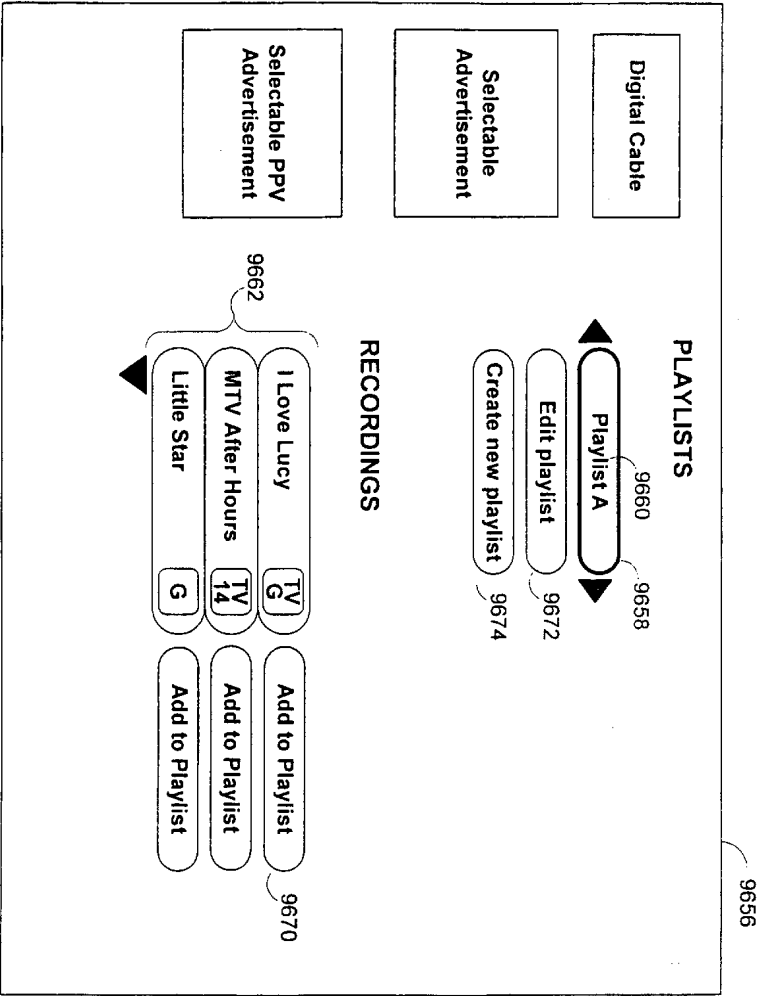 9656
Digital Cable
Selectable
Advertisement
Selectable PPV
Advertisement
PLAYLISTS
Playlist A
9660
9658
Edit playlist
9672
Create new playlist
9674
RECORDINGS
9662
I Love Lucy
TV
G
Add to Playlist
9670
MTV After Hours
TV
14
Add to Playlist
Little Star
G
Add to Playlist